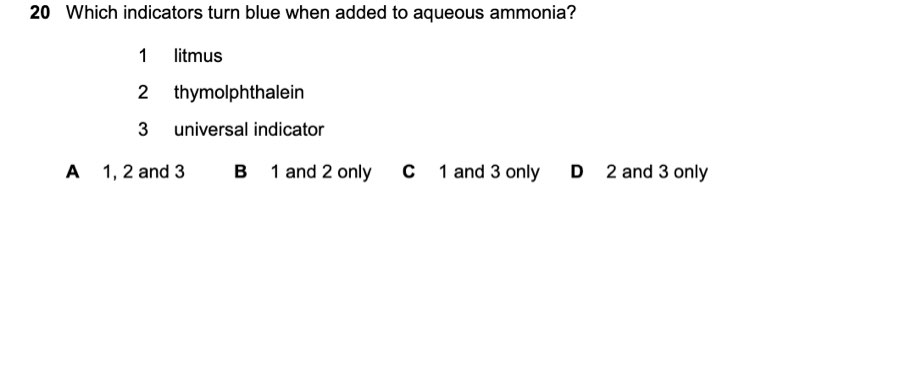 20 Which indicators turn blue when added to aqueous ammonia?
1 litmus
2 thymolphthalein
3 universal indicator
A 1, 2 and 3 B 1 and 2 only C 1 and 3 only D 2 and 3 only